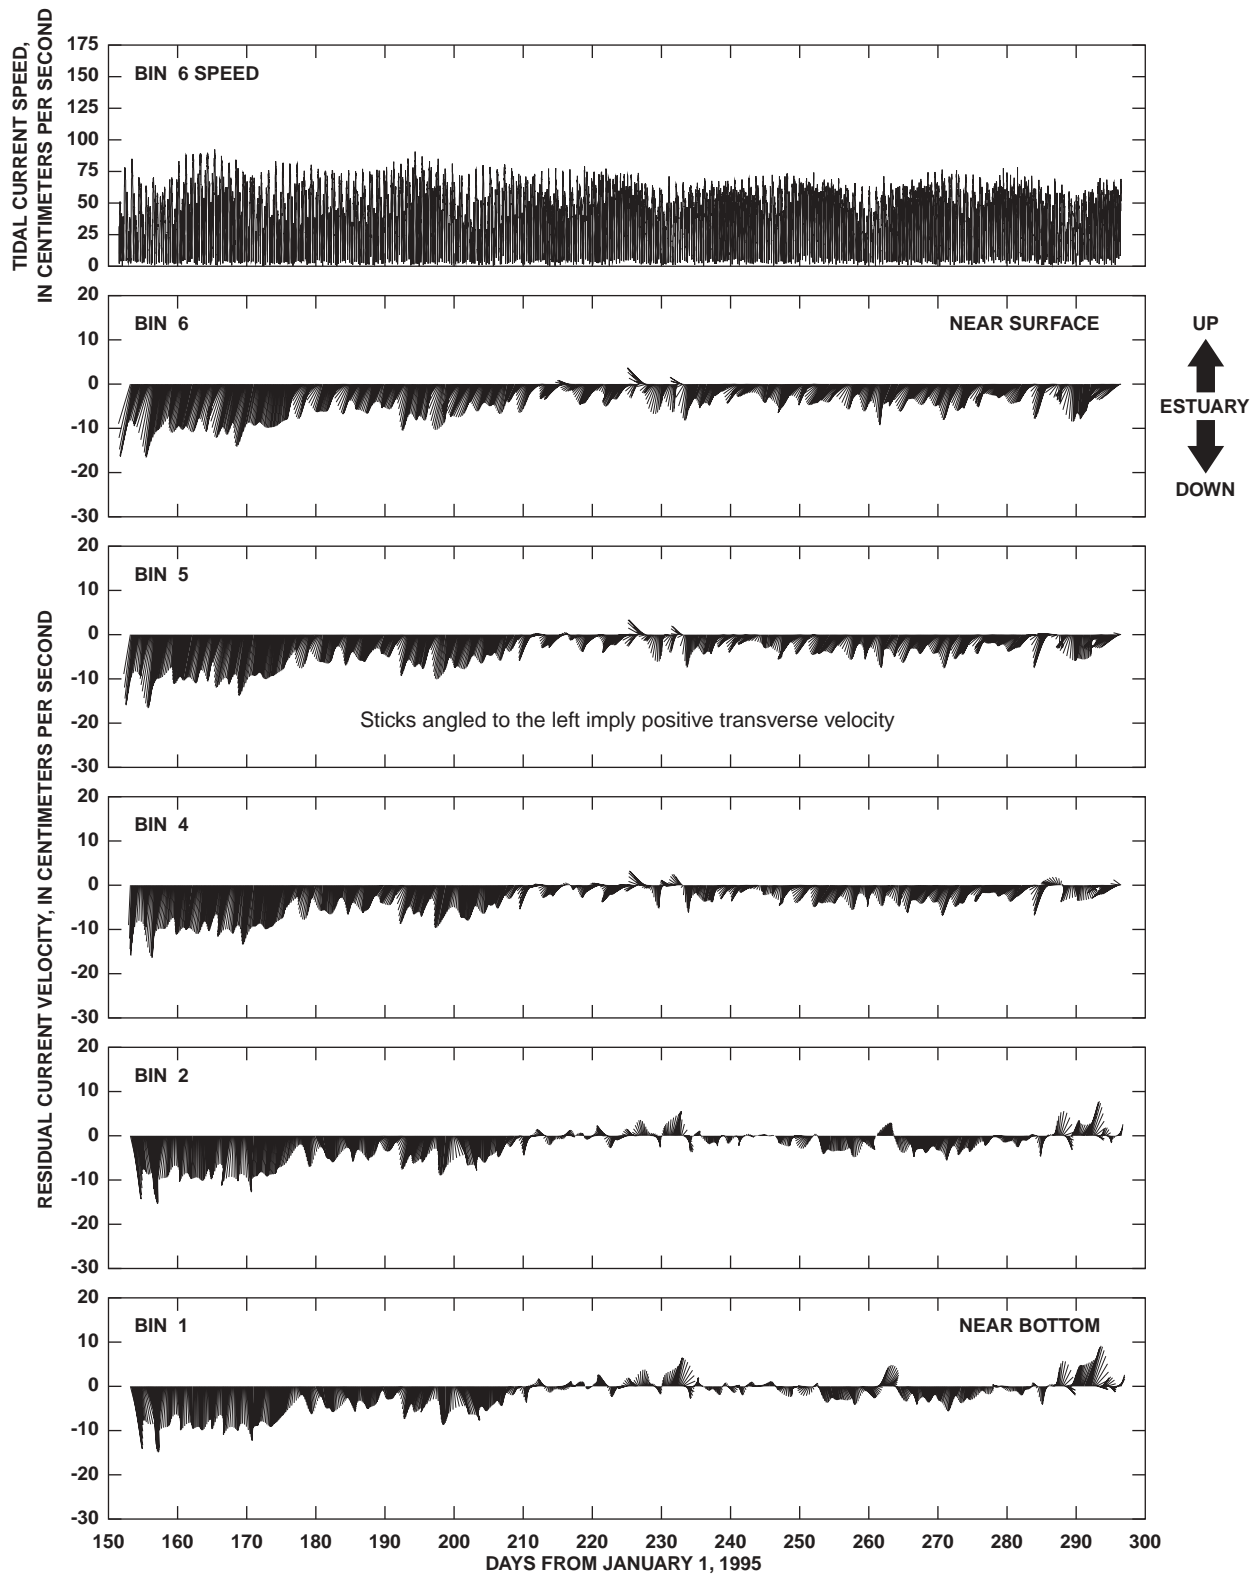 TIDAL CURRENT SPEED,
IN CENTIMETERS PER SECOND
175
150
125
100
75
50
25
0
BIN 6 SPEED
20
10
0
-10
-20
-30
BIN 6
NEAR SURFACE
UP
ESTUARY
DOWN
RESIDUAL CURRENT VELOCITY, IN CENTIMETERS PER SECOND
20
10
0
-10
-20
-30
BIN 5
Sticks angled to the left imply positive transverse velocity
20
10
0
-10
-20
-30
BIN 4
20
10
0
-10
-20
-30
BIN 2
20
10
0
-10
-20
-30
BIN 1
NEAR BOTTOM
150 160 170 180 190 200 210 220 230 240 250 260 270 280 290 300
DAYS FROM JANUARY 1, 1995